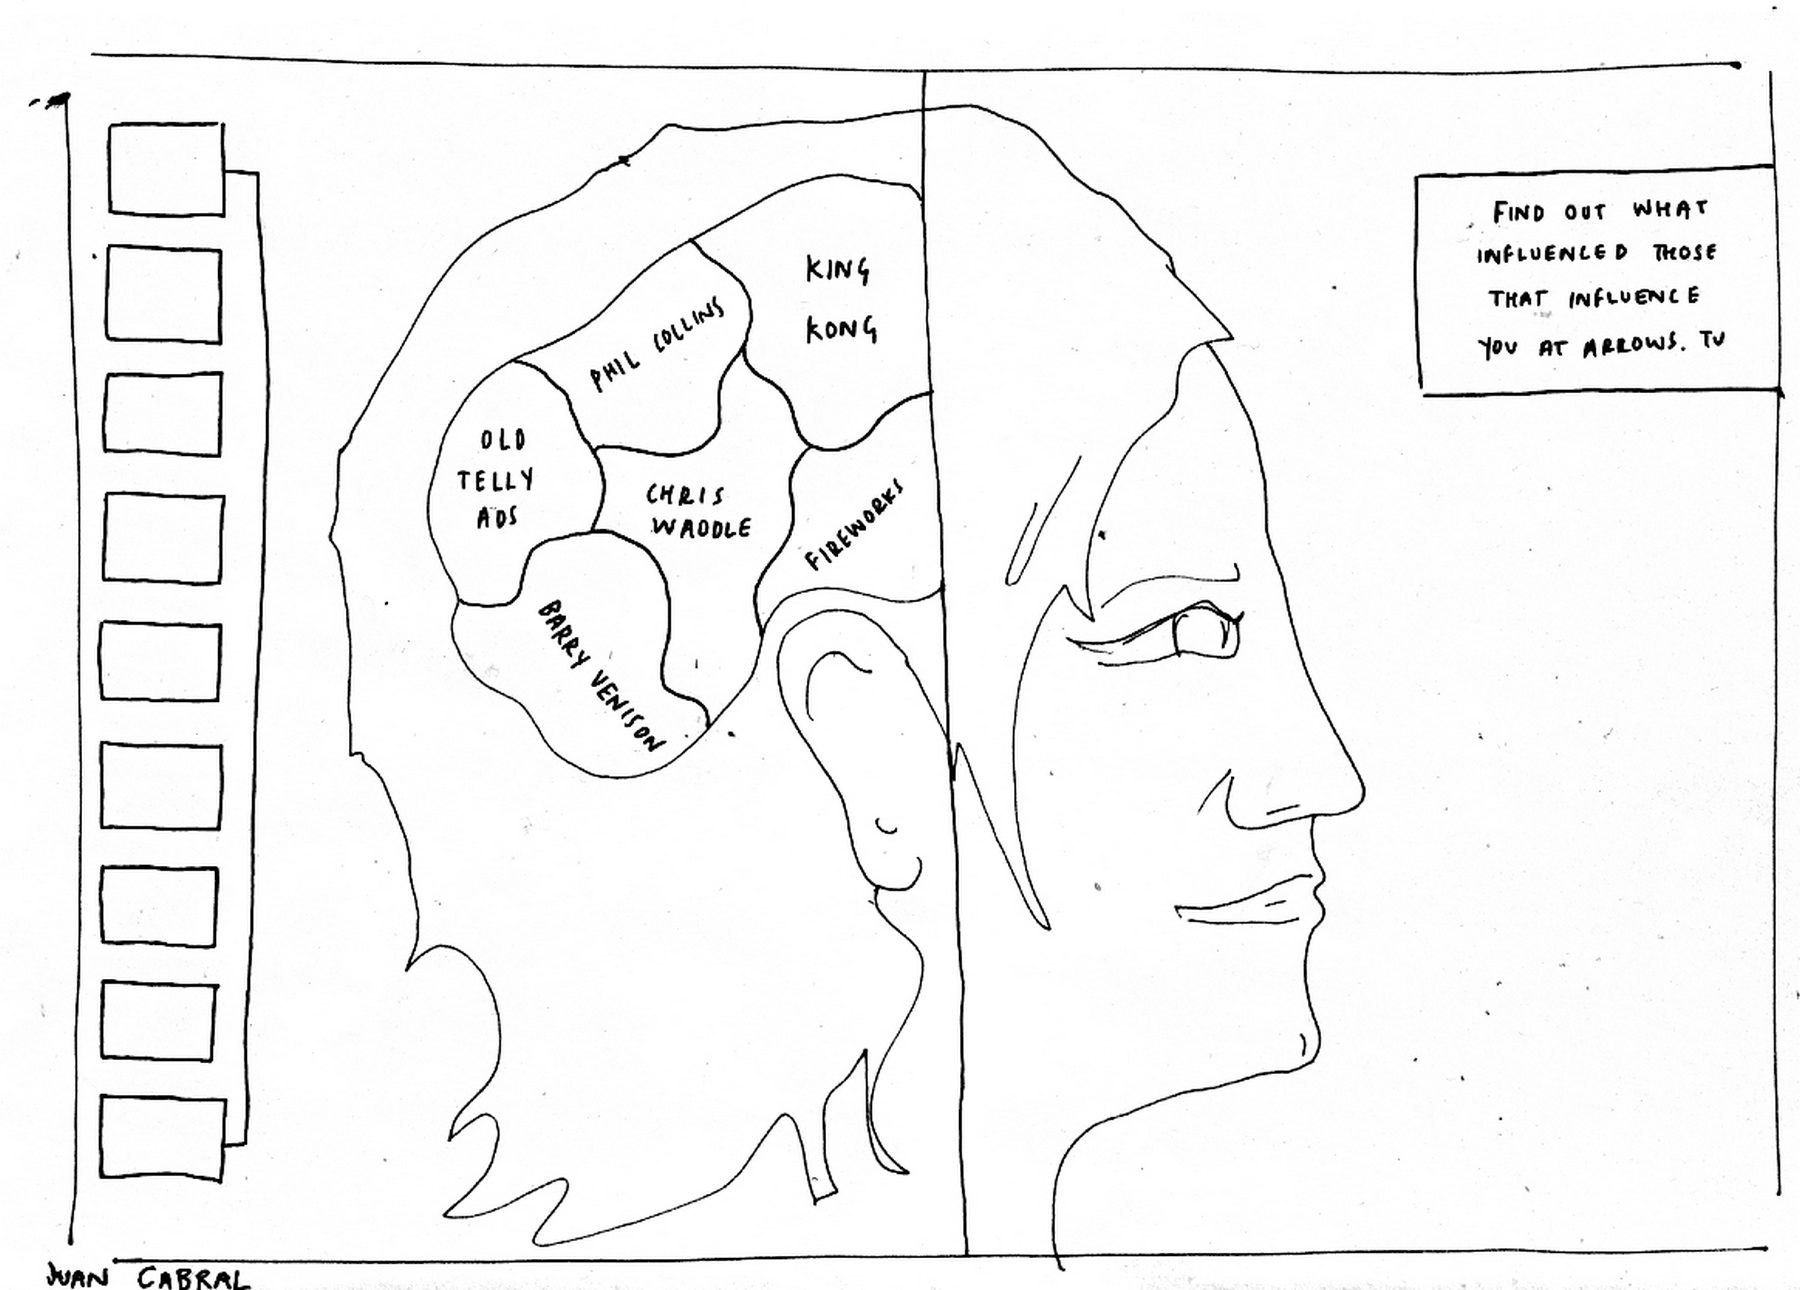 FIND OUT WHAT
INFLUENCED THOSE
THAT INFLUENCE
YOU AT ARROWS. TV
KING
KONG
PHIL COLLINS
OLD
TELLY
ADS
CHRIS
WADDLE
FIREWORKS
BARRY VENISON
JUAN CABRAL